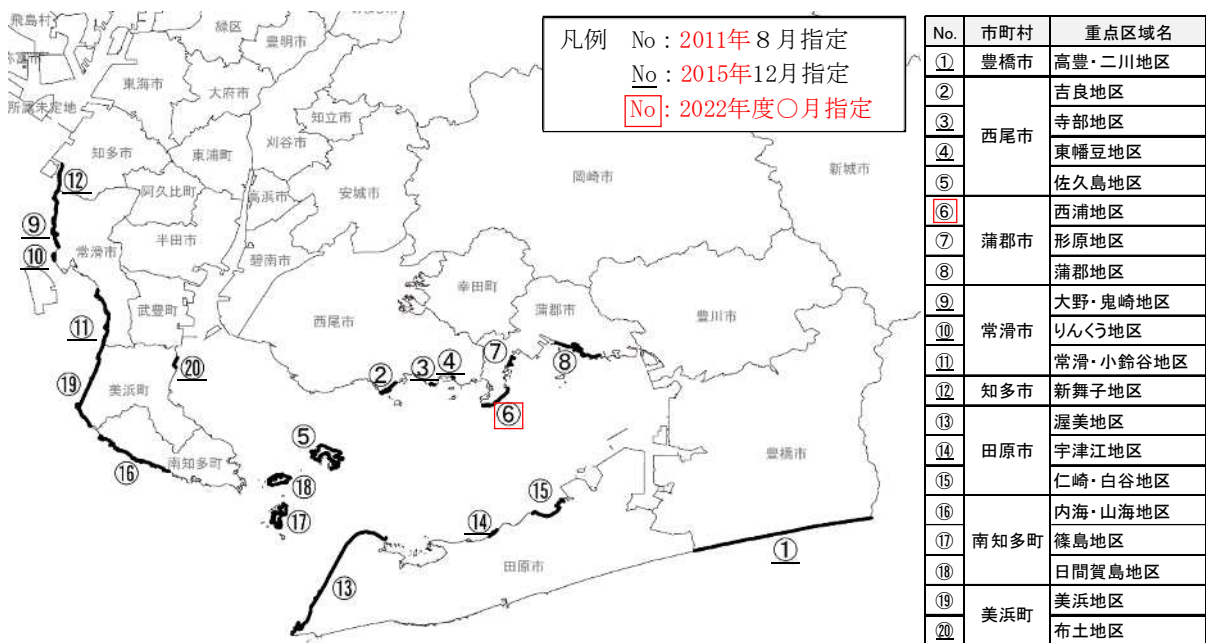 飛島村
緑区
豊明市
東海市
大府市
所属未定地
知立市
刈谷市
知多市
東浦町
岡崎市
新城市
⑫
阿久比町
高浜市
安城市
⑨
半田市
⑩
常滑市
碧南市
幸田町
蒲郡市
武豊町
西尾市
豊川市
⑪
⑦
⑧
⑳
②
③
④
⑲
美浜町
⑥
⑤
豊橋市
南知多町
⑯
⑱
⑮
⑰
⑭
①
田原市
⑬
凡例 No:2011年8月指定
No:2015年12月指定
No:2022年度〇月指定
No. 市町村 重点区域名
① 豊橋市 高豊・二川地区
② 西尾市 吉良地区
③ 寺部地区
④ 東幡豆地区
⑤ 佐久島地区
⑥ 蒲郡市 西浦地区
⑦ 形原地区
⑧ 蒲郡地区
⑨ 常滑市 大野・鬼崎地区
⑩ りんくう地区
⑪ 常滑・小鈴谷地区
⑫ 知多市 新舞子地区
⑬ 田原市 渥美地区
⑭ 宇津江地区
⑮ 仁崎・白谷地区
⑯ 南知多町 内海・山海地区
⑰ 篠島地区
⑱ 日間賀島地区
⑲ 美浜町 美浜地区
⑳ 布土地区